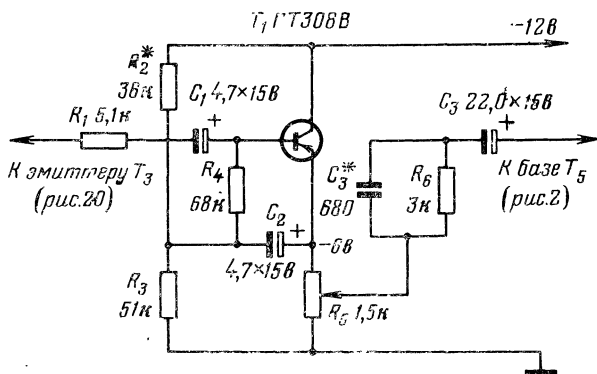 T₁ ГТ308В
-12В
R₂*
36к
C₁ 4,7×15В
+
C₃ 22,0×15В
+
R₁ 5,1к
К эмиттеру T₃
(рис.20)
R₄
68к
C₃*
680
R₆
3к
К базе T₅
(рис.2)
C₂
+
4,7×15В
-6В
R₃
51к
R₅ 1,5к